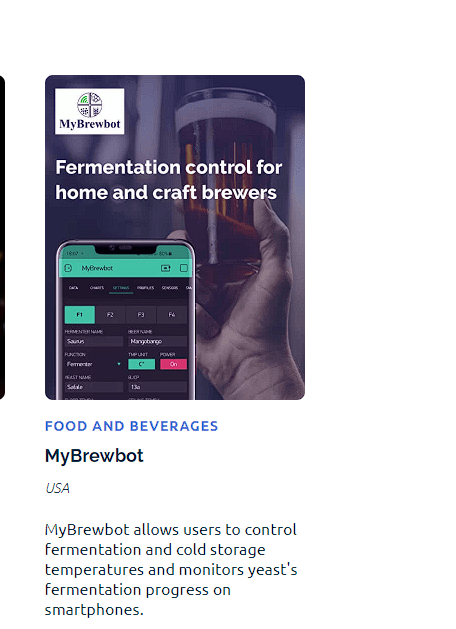 MyBrewbot
Fermentation control for
home and craft brewers
MyBrewbot
DATA CHARTS SETTINGS PROFILES SENSORS
F1 F2 F3 F4
FERMENTER NAME BEER NAME
Saurus Mangobango
FUNCTION TMP UNIT POWER
Fermenter C° On
YEAST NAME BJCP
Safale 13a
FOOD AND BEVERAGES
MyBrewbot
USA
MyBrewbot allows users to control
fermentation and cold storage
temperatures and monitors yeast's
fermentation progress on
smartphones.